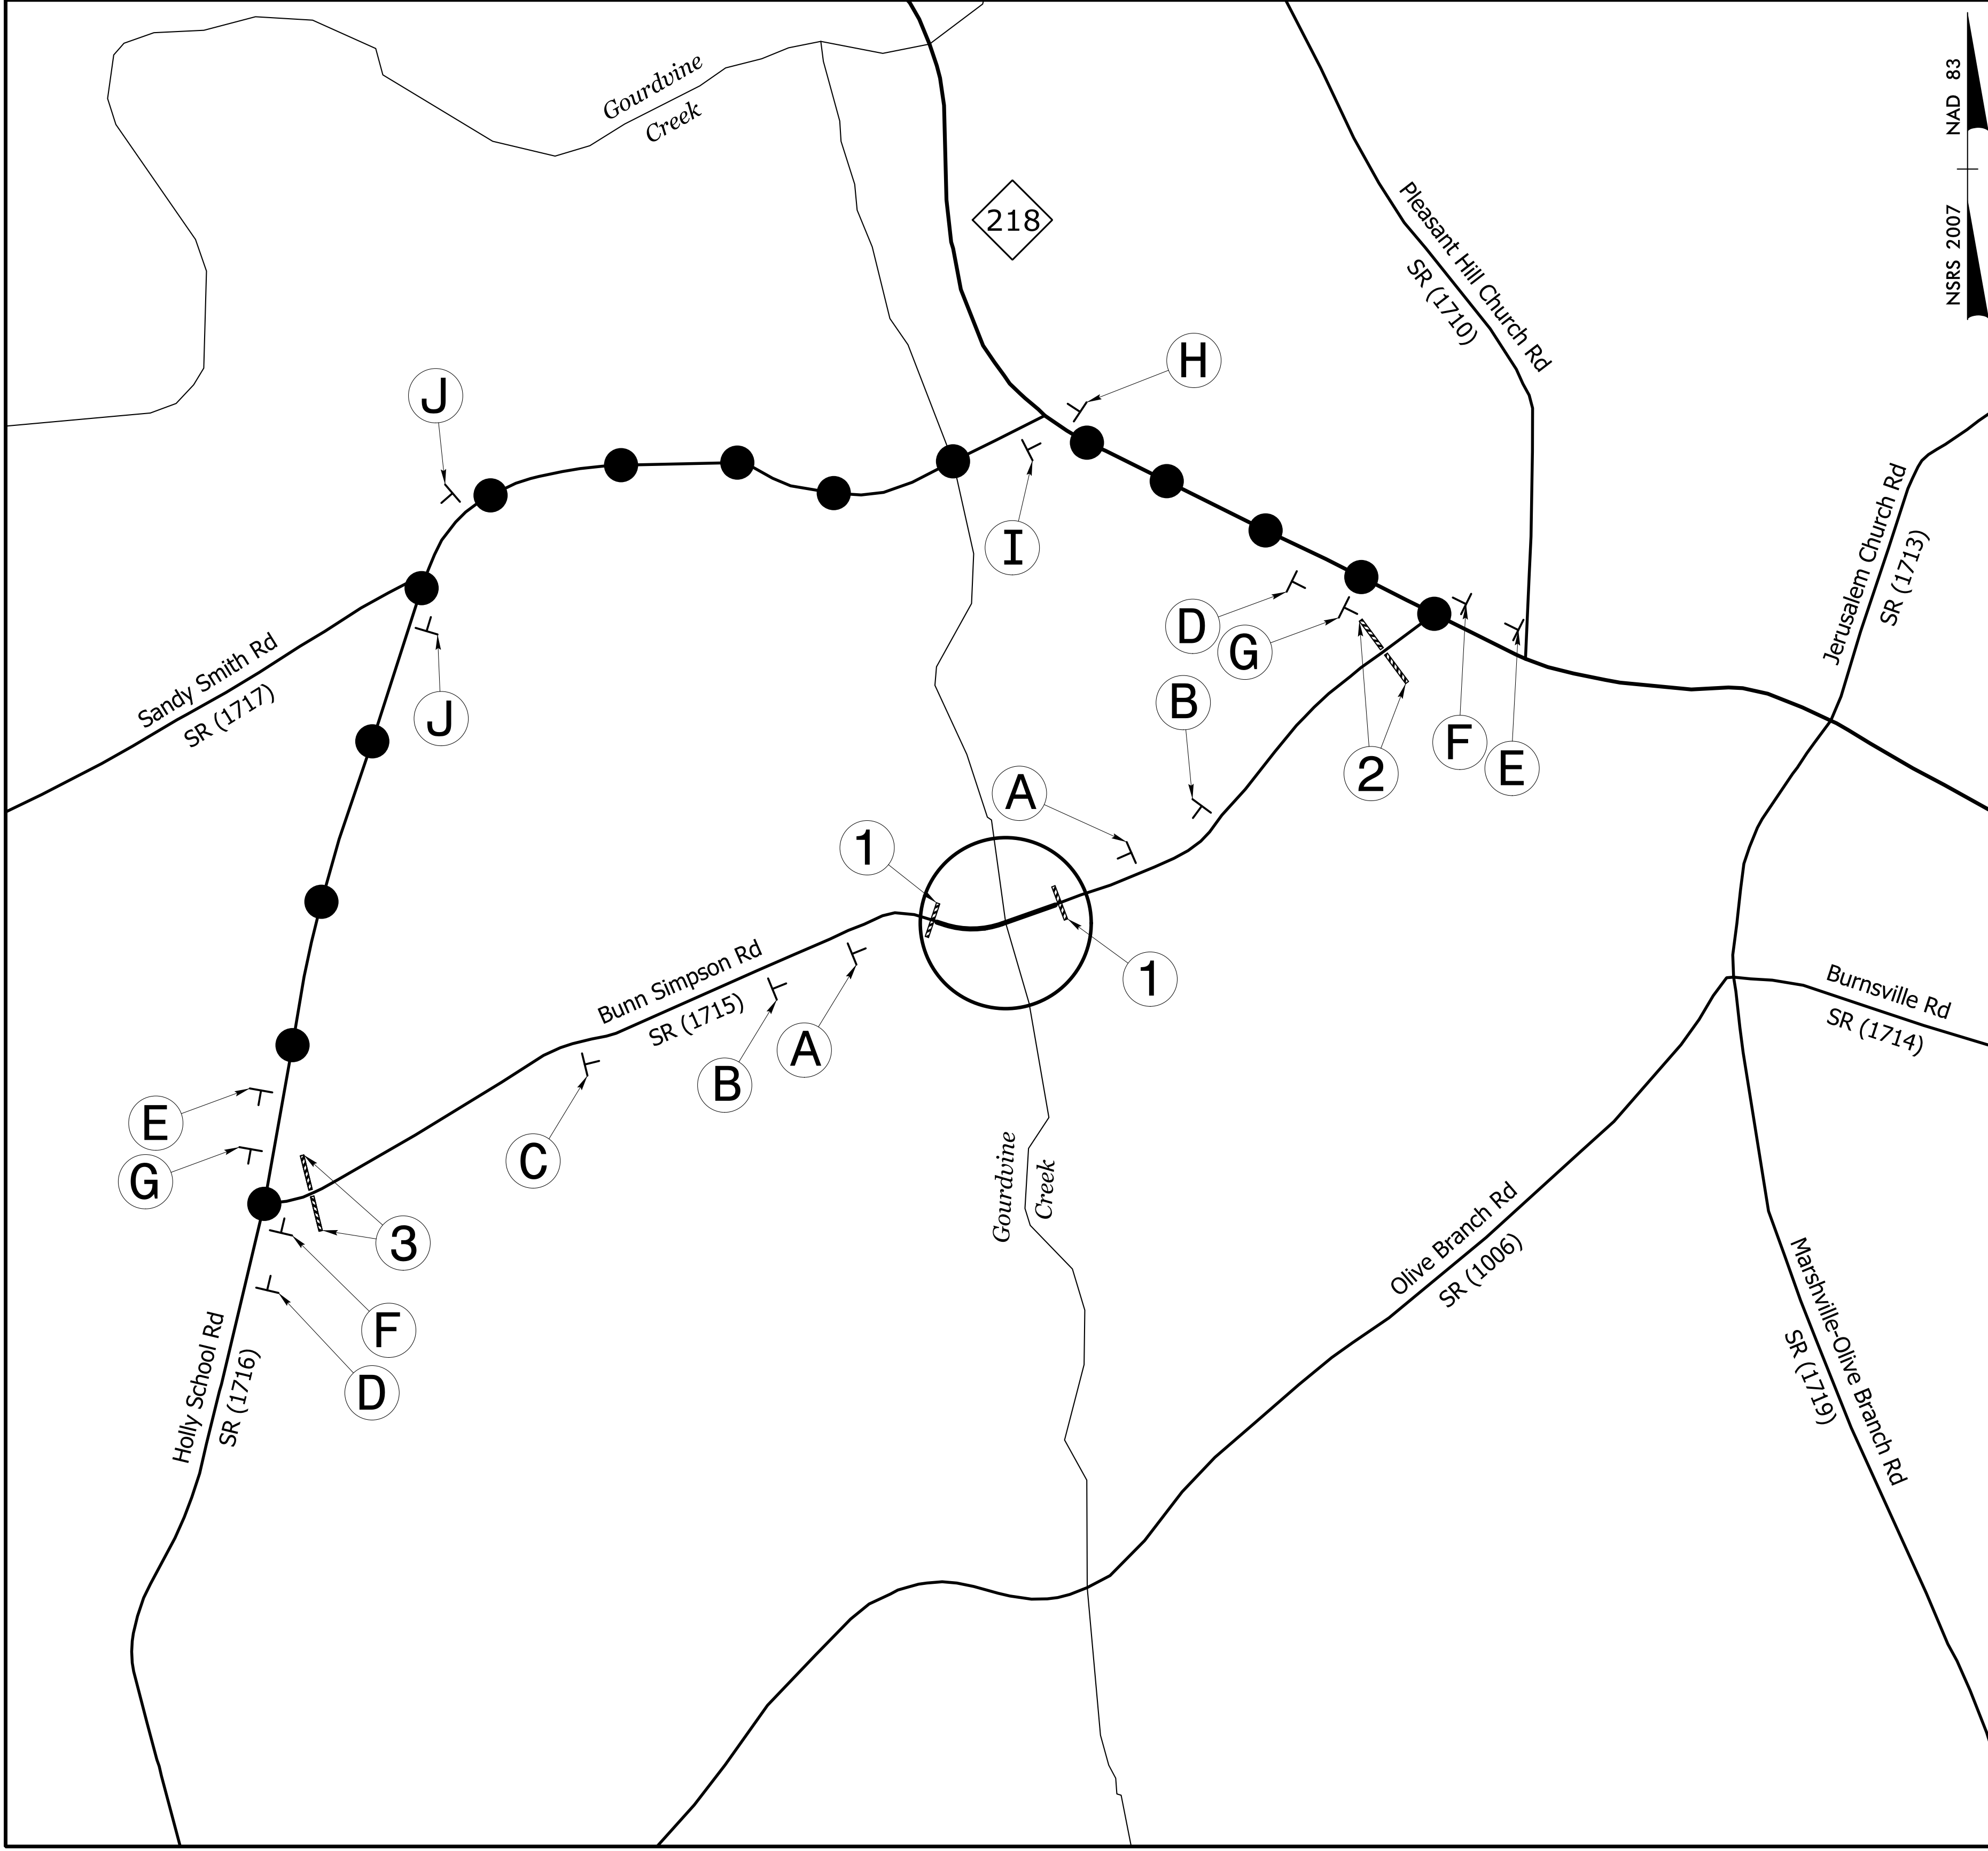 Gourdvine
Creek
218
NAD 83
NSRS 2007
Pleasant Hill Church Rd
SR (1710)
H
J
I
Jerusalem Church Rd
SR (1713)
D
G
Sandy Smith Rd
SR (1717)
J
B
F
E
2
A
1
Bunn Simpson Rd
SR (1715)
1
Burnsville Rd
SR (1714)
A
B
E
C
G
Gourdvine
Creek
3
Olive Branch Rd
SR (1006)
F
D
Holly School Rd
SR (1716)
Marshville-Olive Branch Rd
SR (1719)